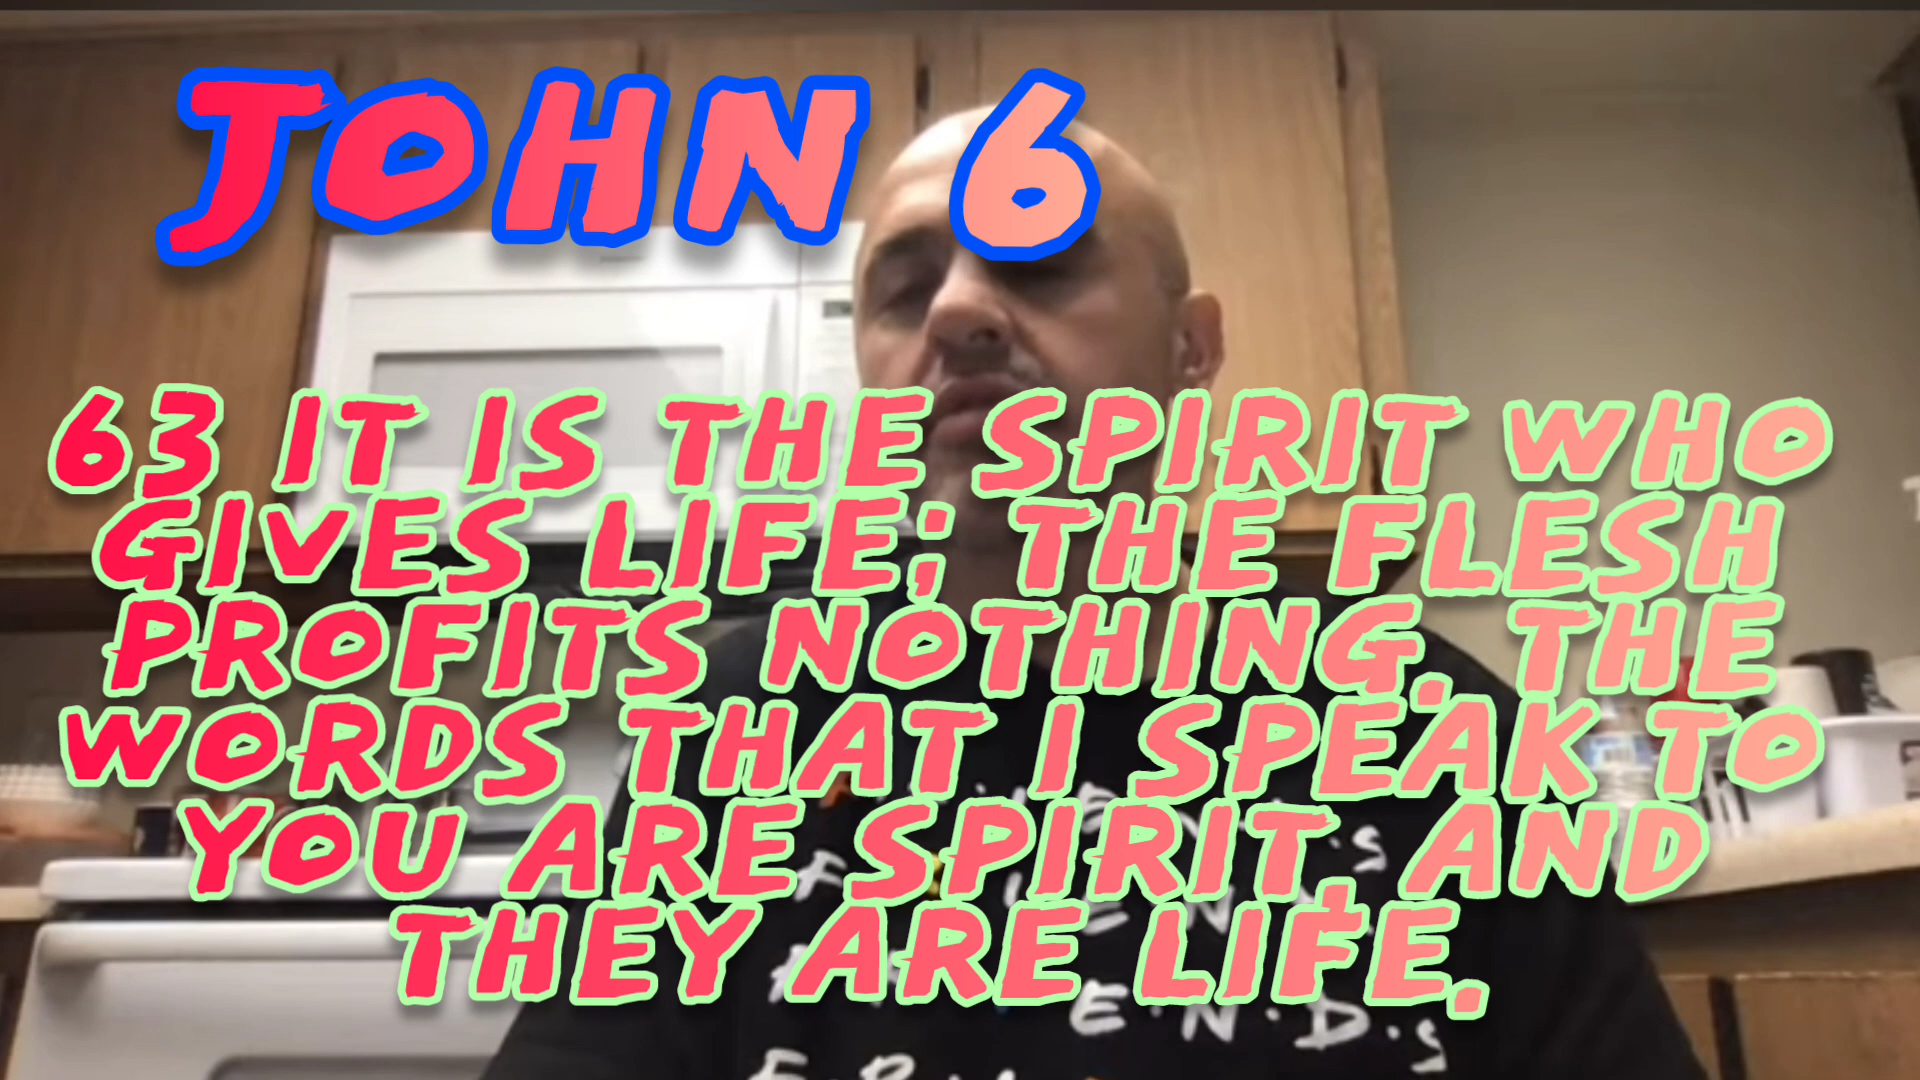 JOHN 6
63 IT IS THE SPIRIT WHO
GIVES LIFE; THE FLESH
PROFITS NOTHING. THE
WORDS THAT I SPEAK TO
YOU ARE SPIRIT, AND
THEY ARE LIFE.
E·N·D·S